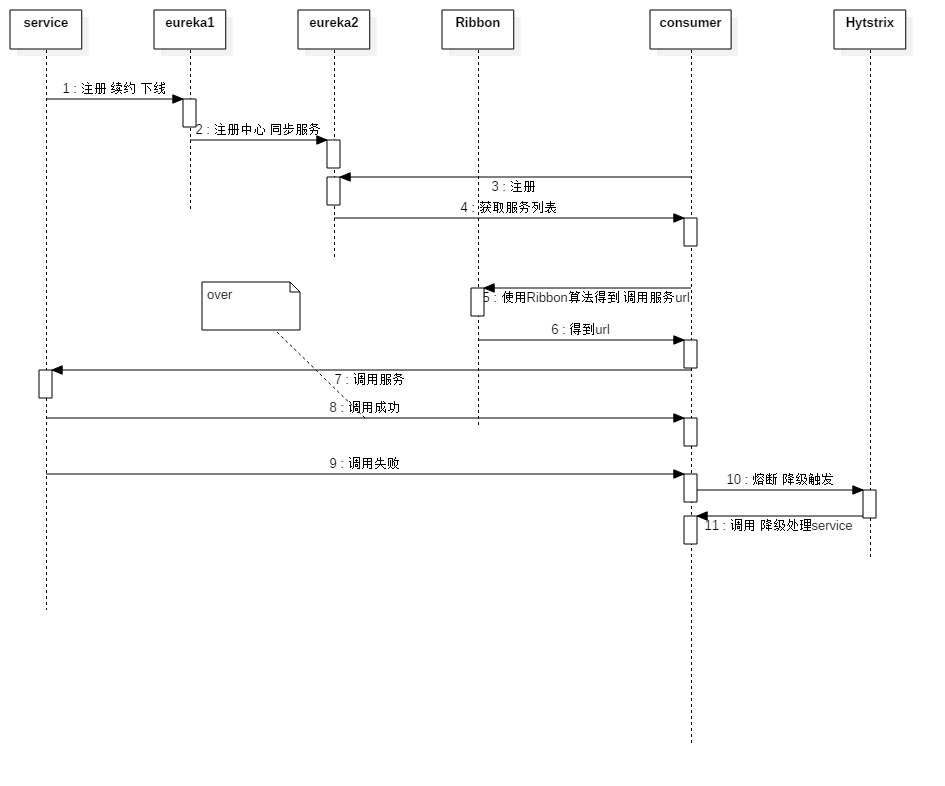 service
eureka1
eureka2
Ribbon
consumer
Hytstrix
1 : 注册 续约 下线
2 : 注册中心 同步服务
3 : 注册
4 : 获取服务列表
over
5 : 使用Ribbon算法得到 调用服务url
6 : 得到url
7 : 调用服务
8 : 调用成功
9 : 调用失败
10 : 熔断 降级触发
11 : 调用 降级处理service